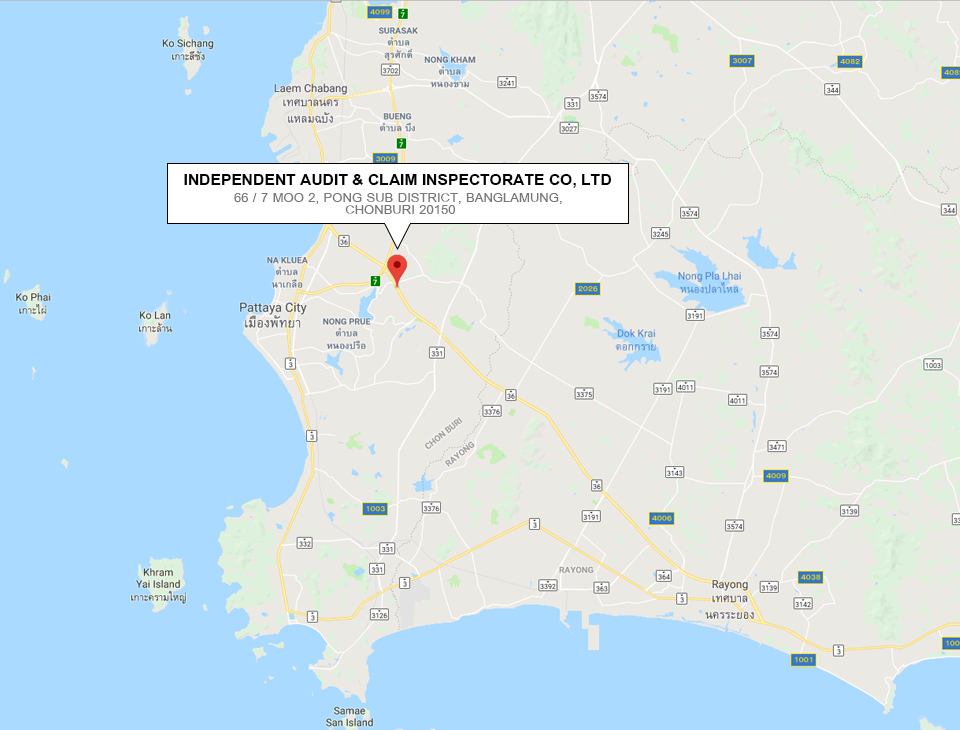 4099
7
SURASAK
ตำบล
สุรศักดิ์
Ko Sichang
เกาะสีชัง
3702
NONG KHAM
ตำบล
หนองขาม
3241
3007
4082
408
344
Laem Chabang
เทศบาลนคร
แหลมฉบัง
331
3574
BUENG
ตำบล บึง
3027
7
3009
INDEPENDENT AUDIT & CLAIM INSPECTORATE CO, LTD
66 / 7 MOO 2, PONG SUB DISTRICT, BANGLAMUNG,
CHONBURI 20150
3574
344
3245
36
NA KLUEA
ตำบล
นาเกลือ
7
Nong Pla Lhai
หนองปลาไหล
2026
Ko Phai
เกาะไผ่
Ko Lan
เกาะล้าน
Pattaya City
เมืองพัทยา
NONG PRUE
ตำบล
หนองปรือ
3191
Dok Krai
ดอกกราย
3574
331
3
1003
3574
36
3375
3191
4011
4011
3376
3
CHON BURI
RAYONG
3471
3143
4009
36
1003
3376
3191
4006
3574
3139
3
332
331
331
Khram
Yai Island
เกาะครามใหญ่
3
RAYONG
364
4038
3392
363
Rayong
เทศบาล
นครระยอง
3139
3
3142
3
3126
3
1001
100
Samae
San Island